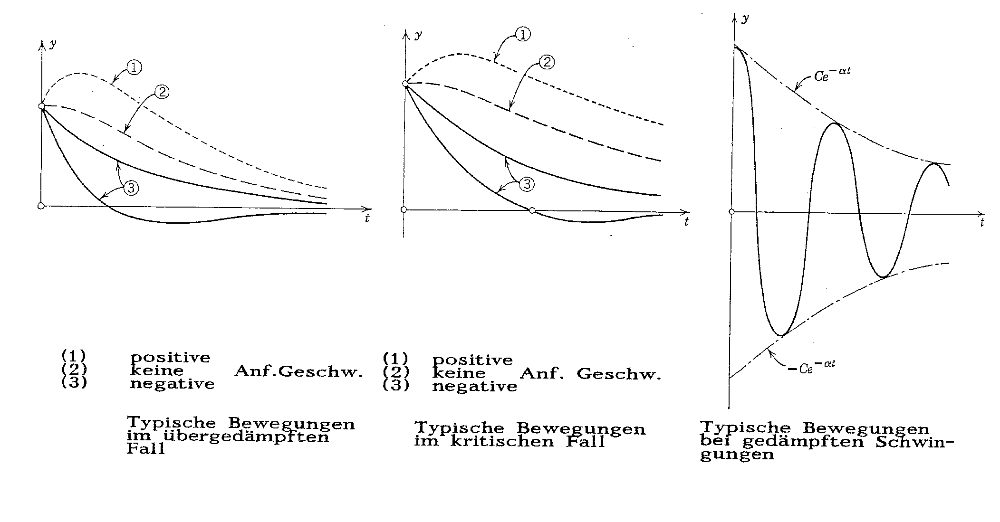 y
①
②
③
t
y
①
②
③
t
y
Ce^{-αt}
t
-Ce^{-αt}
(1) positive
(2) keine Anf.Geschw.
(3) negative
Typische Bewegungen
im übergedämpften
Fall
(1) positive
(2) keine Anf. Geschw.
(3) negative
Typische Bewegungen
im kritischen Fall
Typische Bewegungen
bei gedämpften Schwin-
gungen